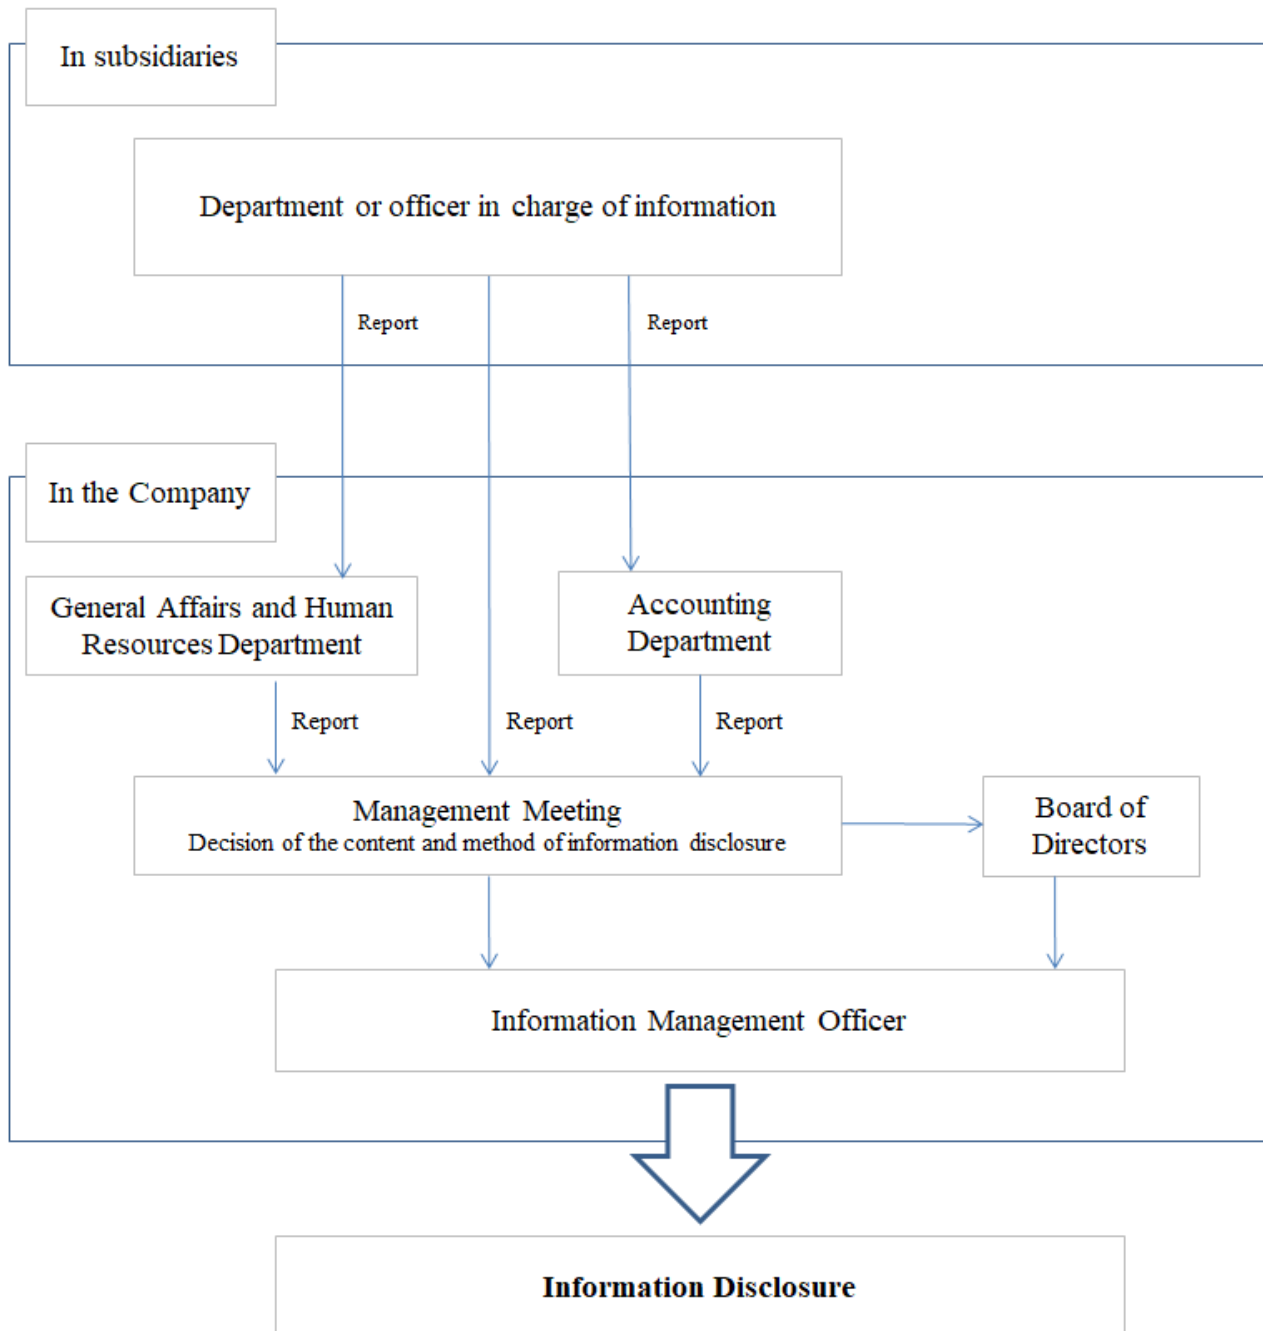 In subsidiaries
Department or officer in charge of information
Report
Report
In the Company
General Affairs and Human
Resources Department
Accounting
Department
Report
Report
Report
Management Meeting
Decision of the content and method of information disclosure
Board of
Directors
Information Management Officer
Information Disclosure